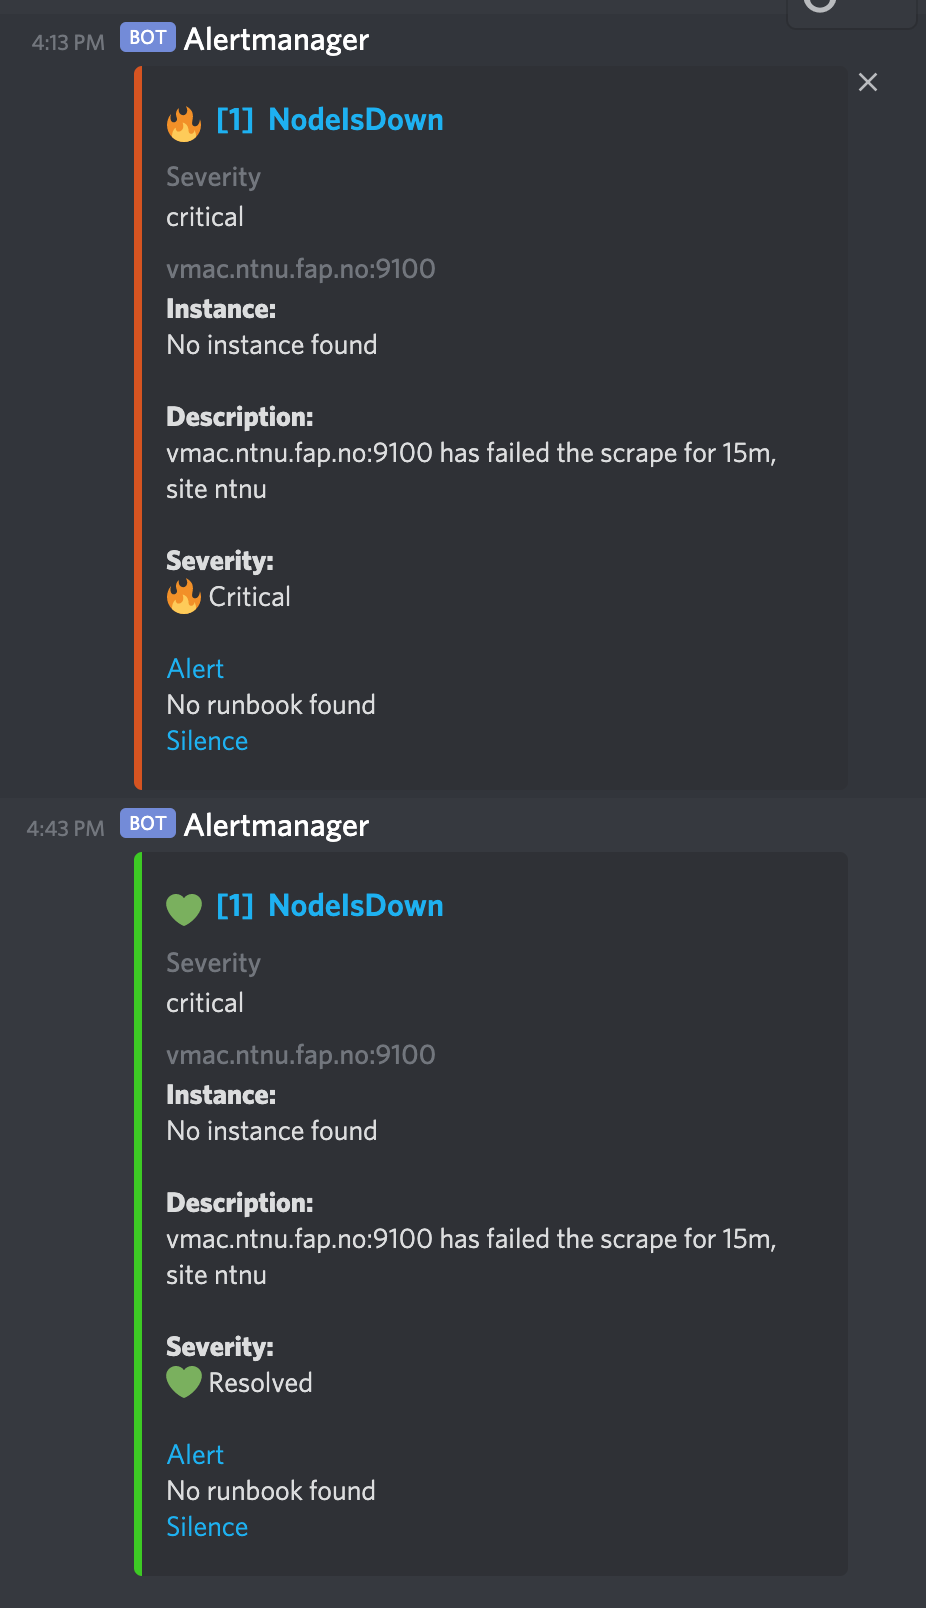 4:13 PM BOT Alertmanager
🔥 [1] NodeIsDown
Severity
critical
vmac.ntnu.fap.no:9100
Instance:
No instance found
Description:
vmac.ntnu.fap.no:9100 has failed the scrape for 15m,
site ntnu
Severity:
🔥 Critical
Alert
No runbook found
Silence
4:43 PM BOT Alertmanager
💚 [1] NodeIsDown
Severity
critical
vmac.ntnu.fap.no:9100
Instance:
No instance found
Description:
vmac.ntnu.fap.no:9100 has failed the scrape for 15m,
site ntnu
Severity:
💚 Resolved
Alert
No runbook found
Silence